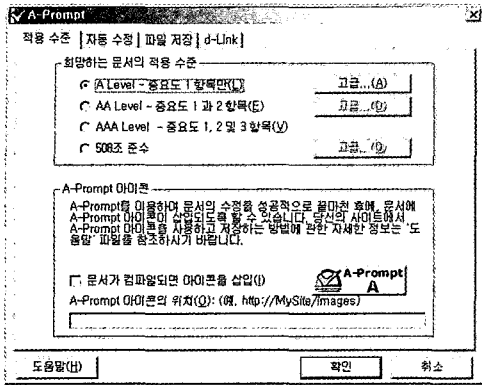 A-Prompt
적용 수준 자동 수정 파일 저장 d-Link
희망하는 문서의 적용 수준
A Level - 중요도 1 항목만(L) 고급...(A)
AA Level - 중요도 1 과 2 항목(E) 고급...(D)
AAA Level - 중요도 1, 2 및 3 항목(V)
508조 준수 고급...(Q)
A-Prompt 아이콘
A-Prompt를 이용하여 문서의 수정을 성공적으로 끝마친 후에, 문서에
A-Prompt 아이콘이 삽입되도록 할 수 있습니다. 당신의 사이트에서
A-Prompt 아이콘을 사용하고 저장하는 방법에 관한 자세한 정보는 '도
움말' 파일을 참조하시기 바랍니다.
문서가 컴파일되면 아이콘을 삽입(I) A-Prompt
A
A-Prompt 아이콘의 위치(O): (예, http://MySite/images)
도움말(H) 확인 취소